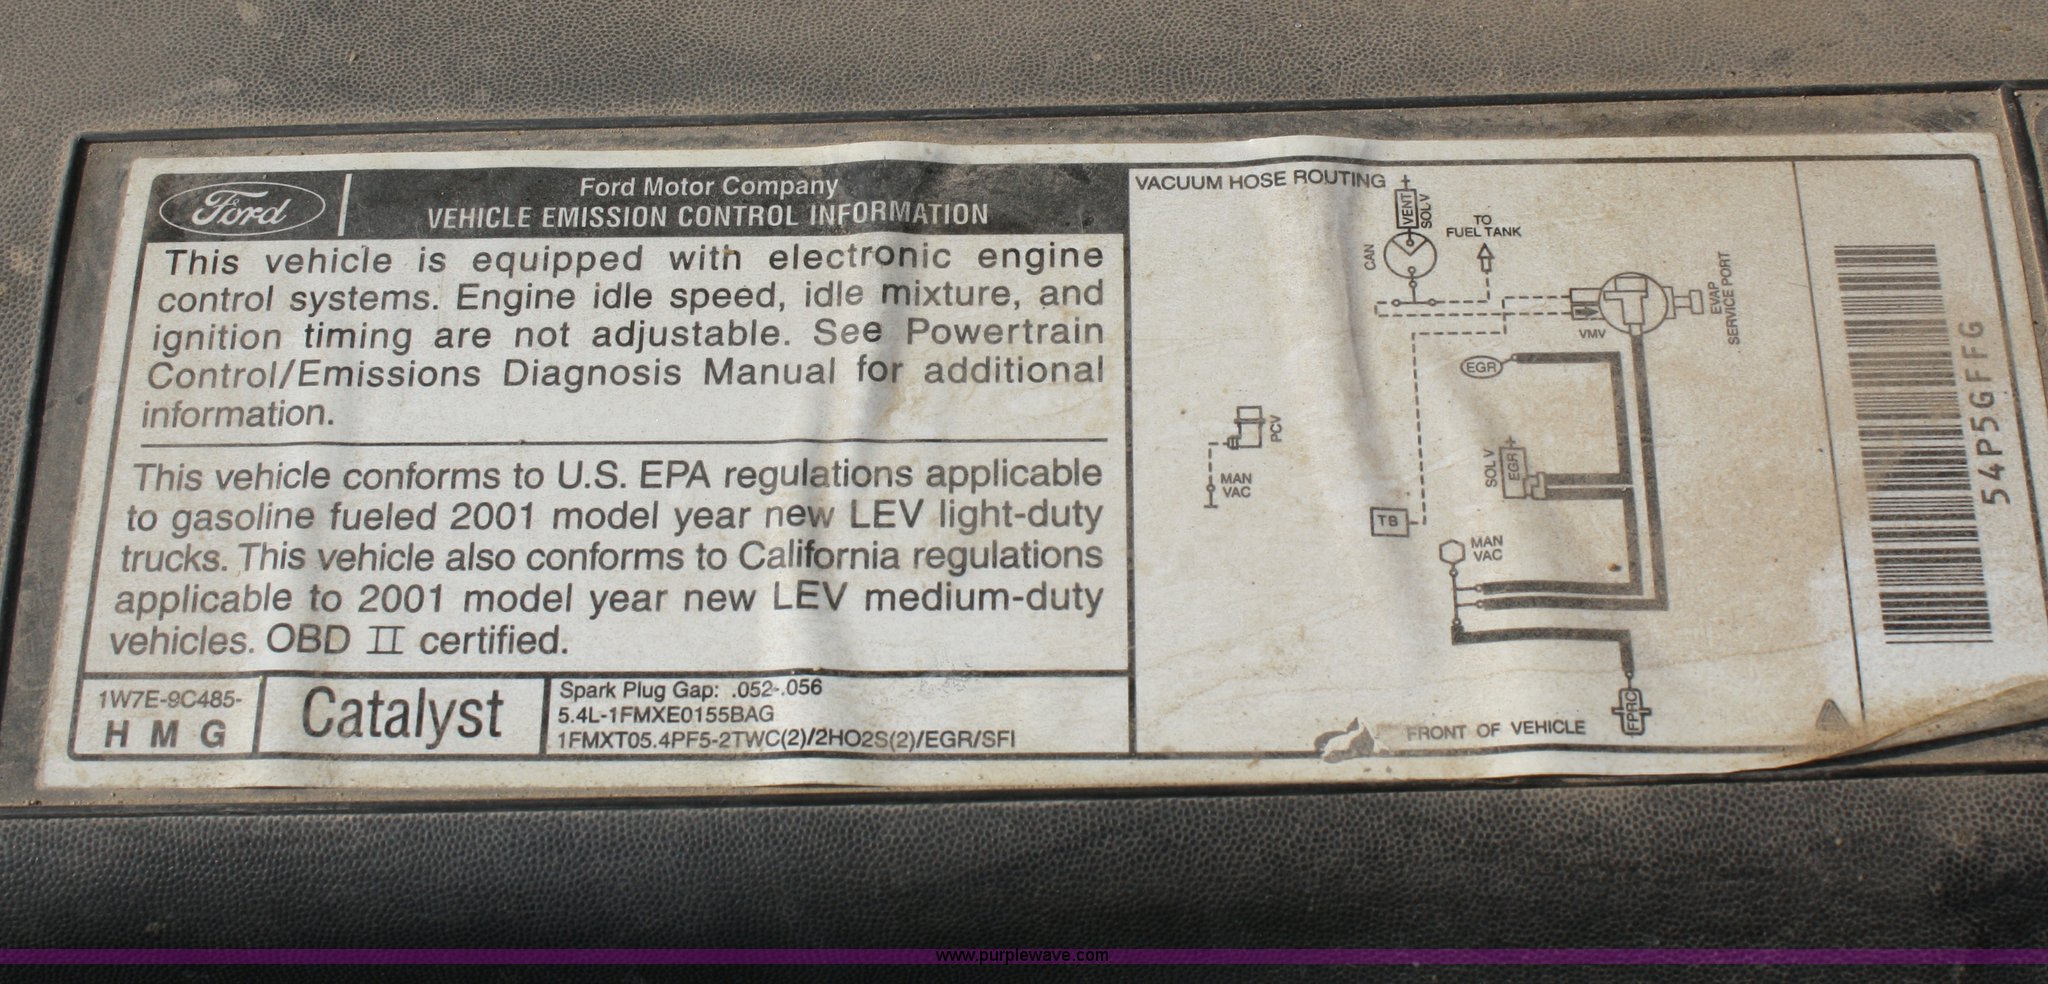 Ford
Ford Motor Company
VEHICLE EMISSION CONTROL INFORMATION
This vehicle is equipped with electronic engine
control systems. Engine idle speed, idle mixture, and
ignition timing are not adjustable. See Powertrain
Control/Emissions Diagnosis Manual for additional
information.
This vehicle conforms to U.S. EPA regulations applicable
to gasoline fueled 2001 model year new LEV light-duty
trucks. This vehicle also conforms to California regulations
applicable to 2001 model year new LEV medium-duty
vehicles. OBD II certified.
1W7E-9C485-
H M G
Catalyst
Spark Plug Gap: .052-.056
5.4L-1FMXE0155BAG
1FMXT05.4PF5-2TWC(2)/2HO2S(2)/EGR/SFI
VACUUM HOSE ROUTING
VENT
SOLV
TO
FUEL TANK
CAN
EVAP
SERVICE PORT
VMV
EGR
PCV
MAN
VAC
SOLV
EGR
TB
MAN
VAC
FPRC
FRONT OF VEHICLE
54P5GFFG
www.purplewave.com